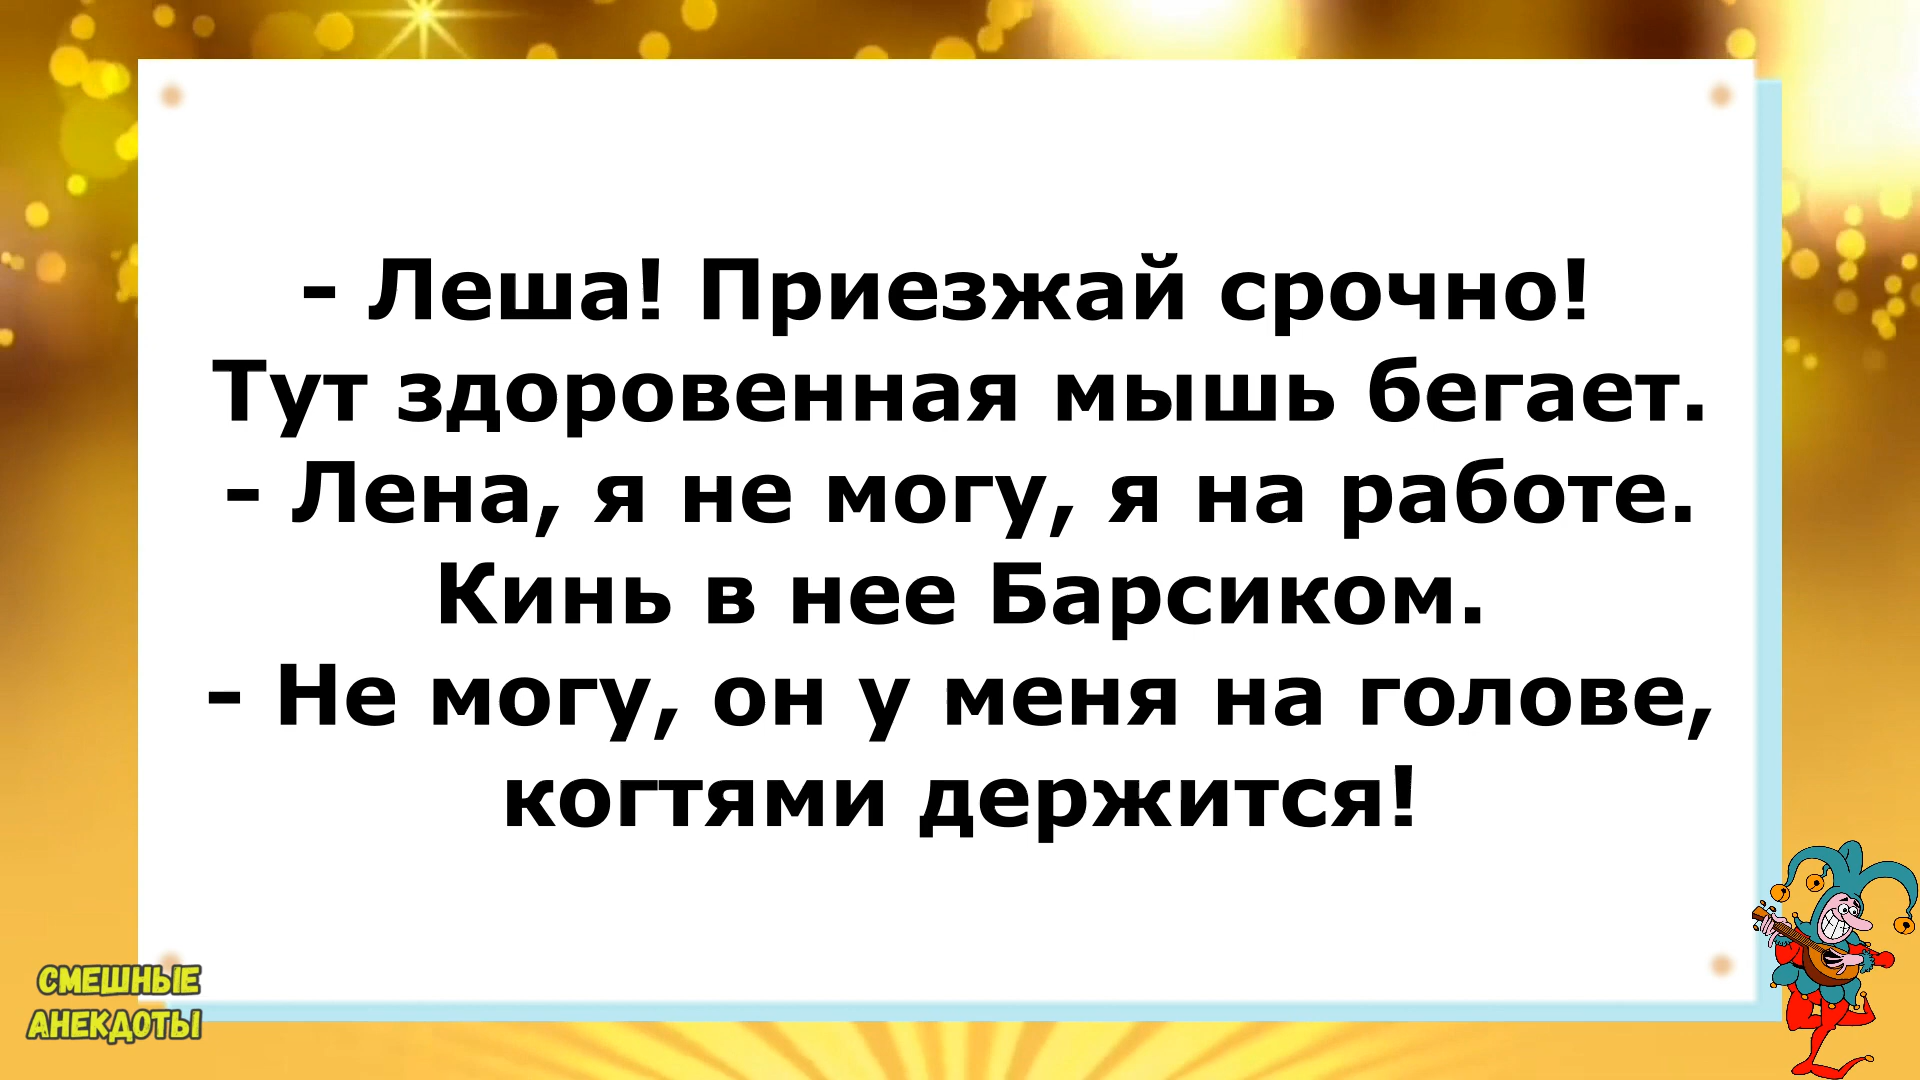 - Леша! Приезжай срочно!
Тут здоровенная мышь бегает.
- Лена, я не могу, я на работе.
Кинь в нее Барсиком.
- Не могу, он у меня на голове,
когтями держится!
СМЕШНЫЕ
АНЕКДОТЫ